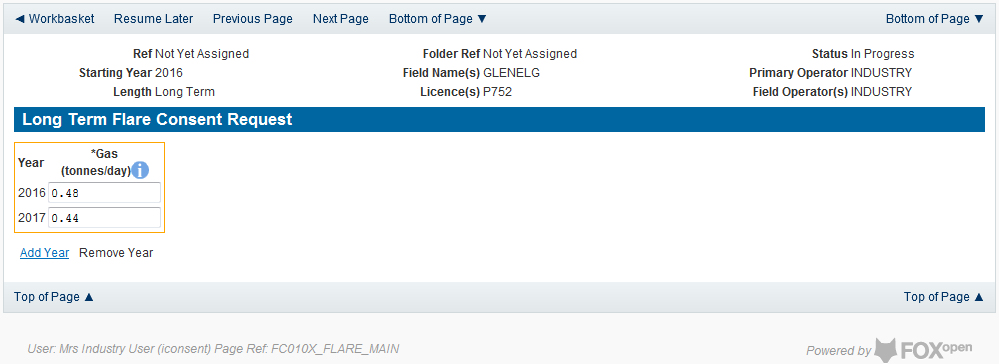 ◄ Workbasket Resume Later Previous Page Next Page Bottom of Page ▼ Bottom of Page ▼
Ref Not Yet Assigned Folder Ref Not Yet Assigned Status In Progress
Starting Year 2016 Field Name(s) GLENELG Primary Operator INDUSTRY
Length Long Term Licence(s) P752 Field Operator(s) INDUSTRY
Long Term Flare Consent Request
Year *Gas (tonnes/day) i
2016 0.48
2017 0.44
Add Year Remove Year
Top of Page ▲ Top of Page ▲
User: Mrs Industry User (iconsent) Page Ref: FC010X_FLARE_MAIN Powered by FOXopen